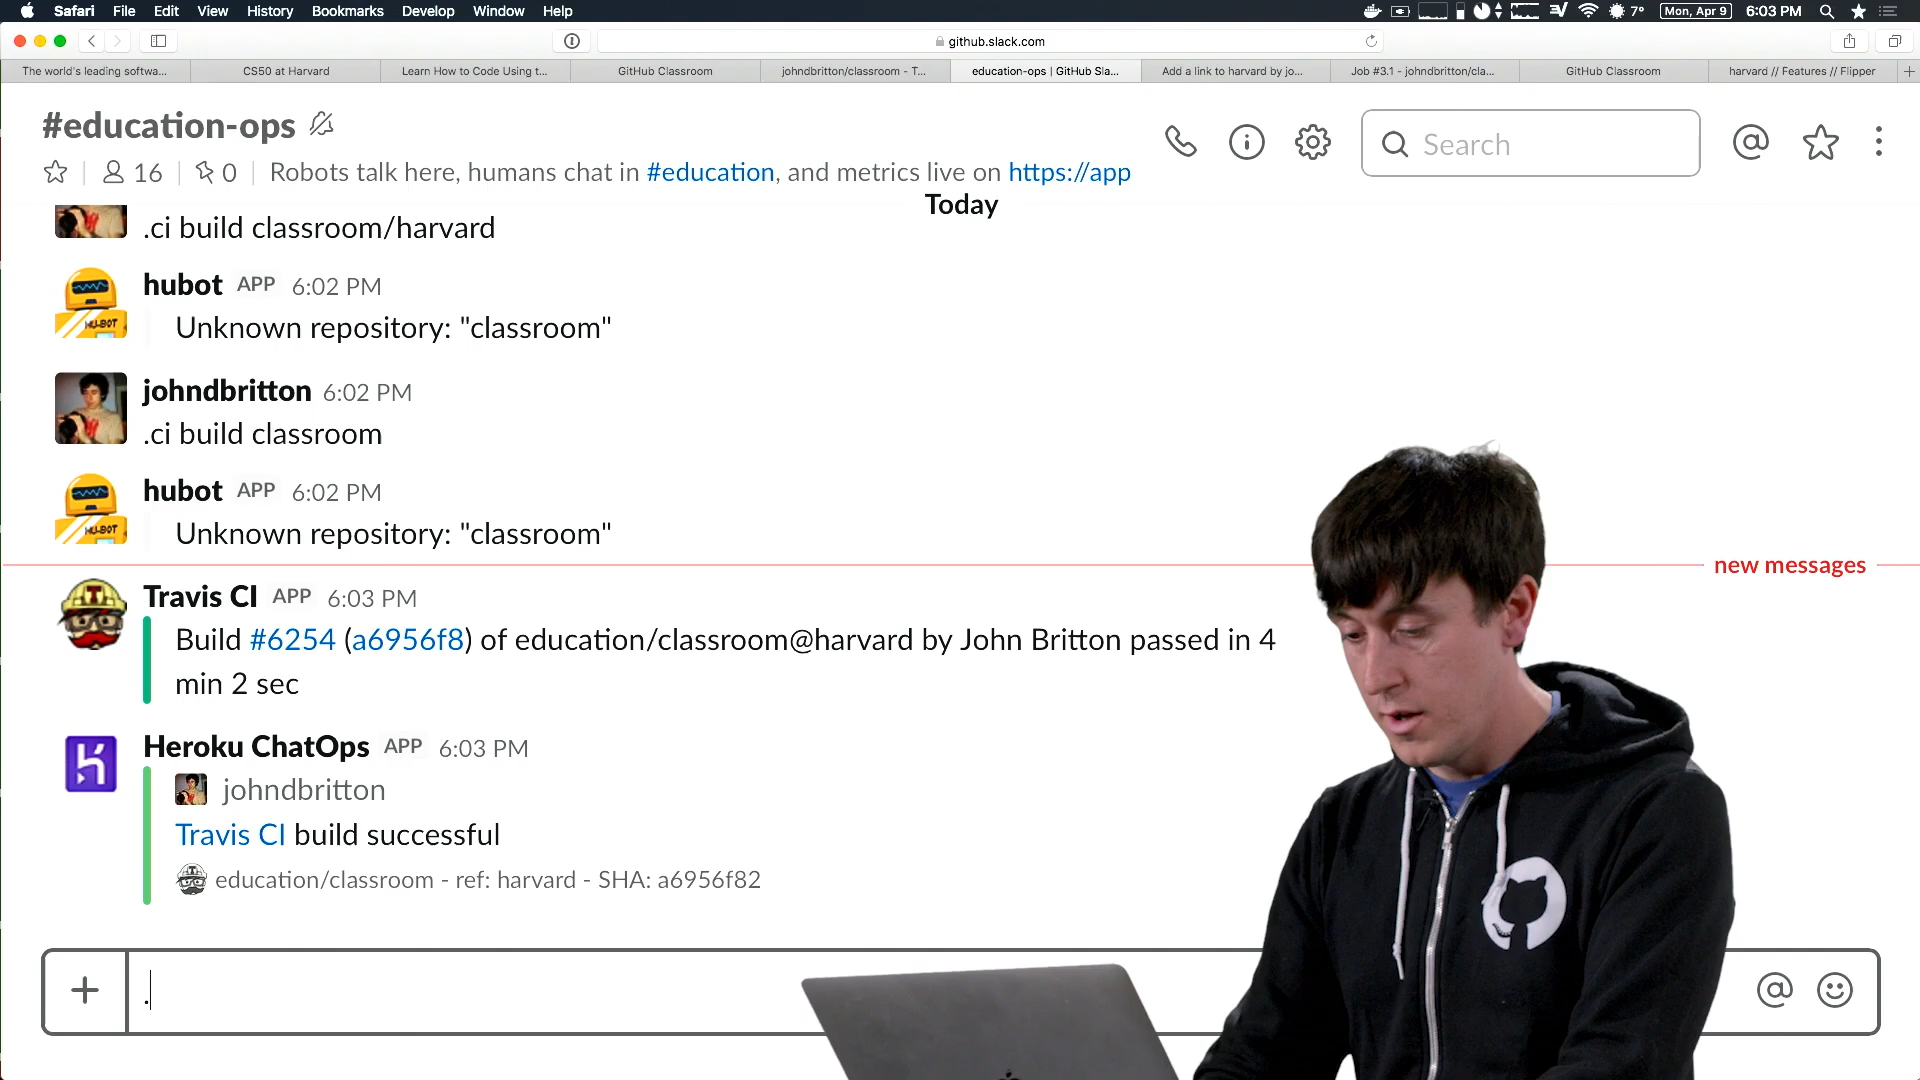 Safari File Edit View History Bookmarks Develop Window Help 7° Mon, Apr 9 6:03 PM
github.slack.com
The world's leading softwa... CS50 at Harvard Learn How to Code Using t... GitHub Classroom johndbritton/classroom - T... education-ops | GitHub Sla... Add a link to harvard by jo... Job #3.1 - johndbritton/cla... GitHub Classroom harvard // Features // Flipper
#education-ops
Search
16 0 Robots talk here, humans chat in #education, and metrics live on https://app
Today
.ci build classroom/harvard
hubot APP 6:02 PM
Unknown repository: "classroom"
johndbritton 6:02 PM
.ci build classroom
hubot APP 6:02 PM
Unknown repository: "classroom"
new messages
Travis CI APP 6:03 PM
Build #6254 (a6956f8) of education/classroom@harvard by John Britton passed in 4
min 2 sec
Heroku ChatOps APP 6:03 PM
johndbritton
Travis CI build successful
education/classroom - ref: harvard - SHA: a6956f82
.